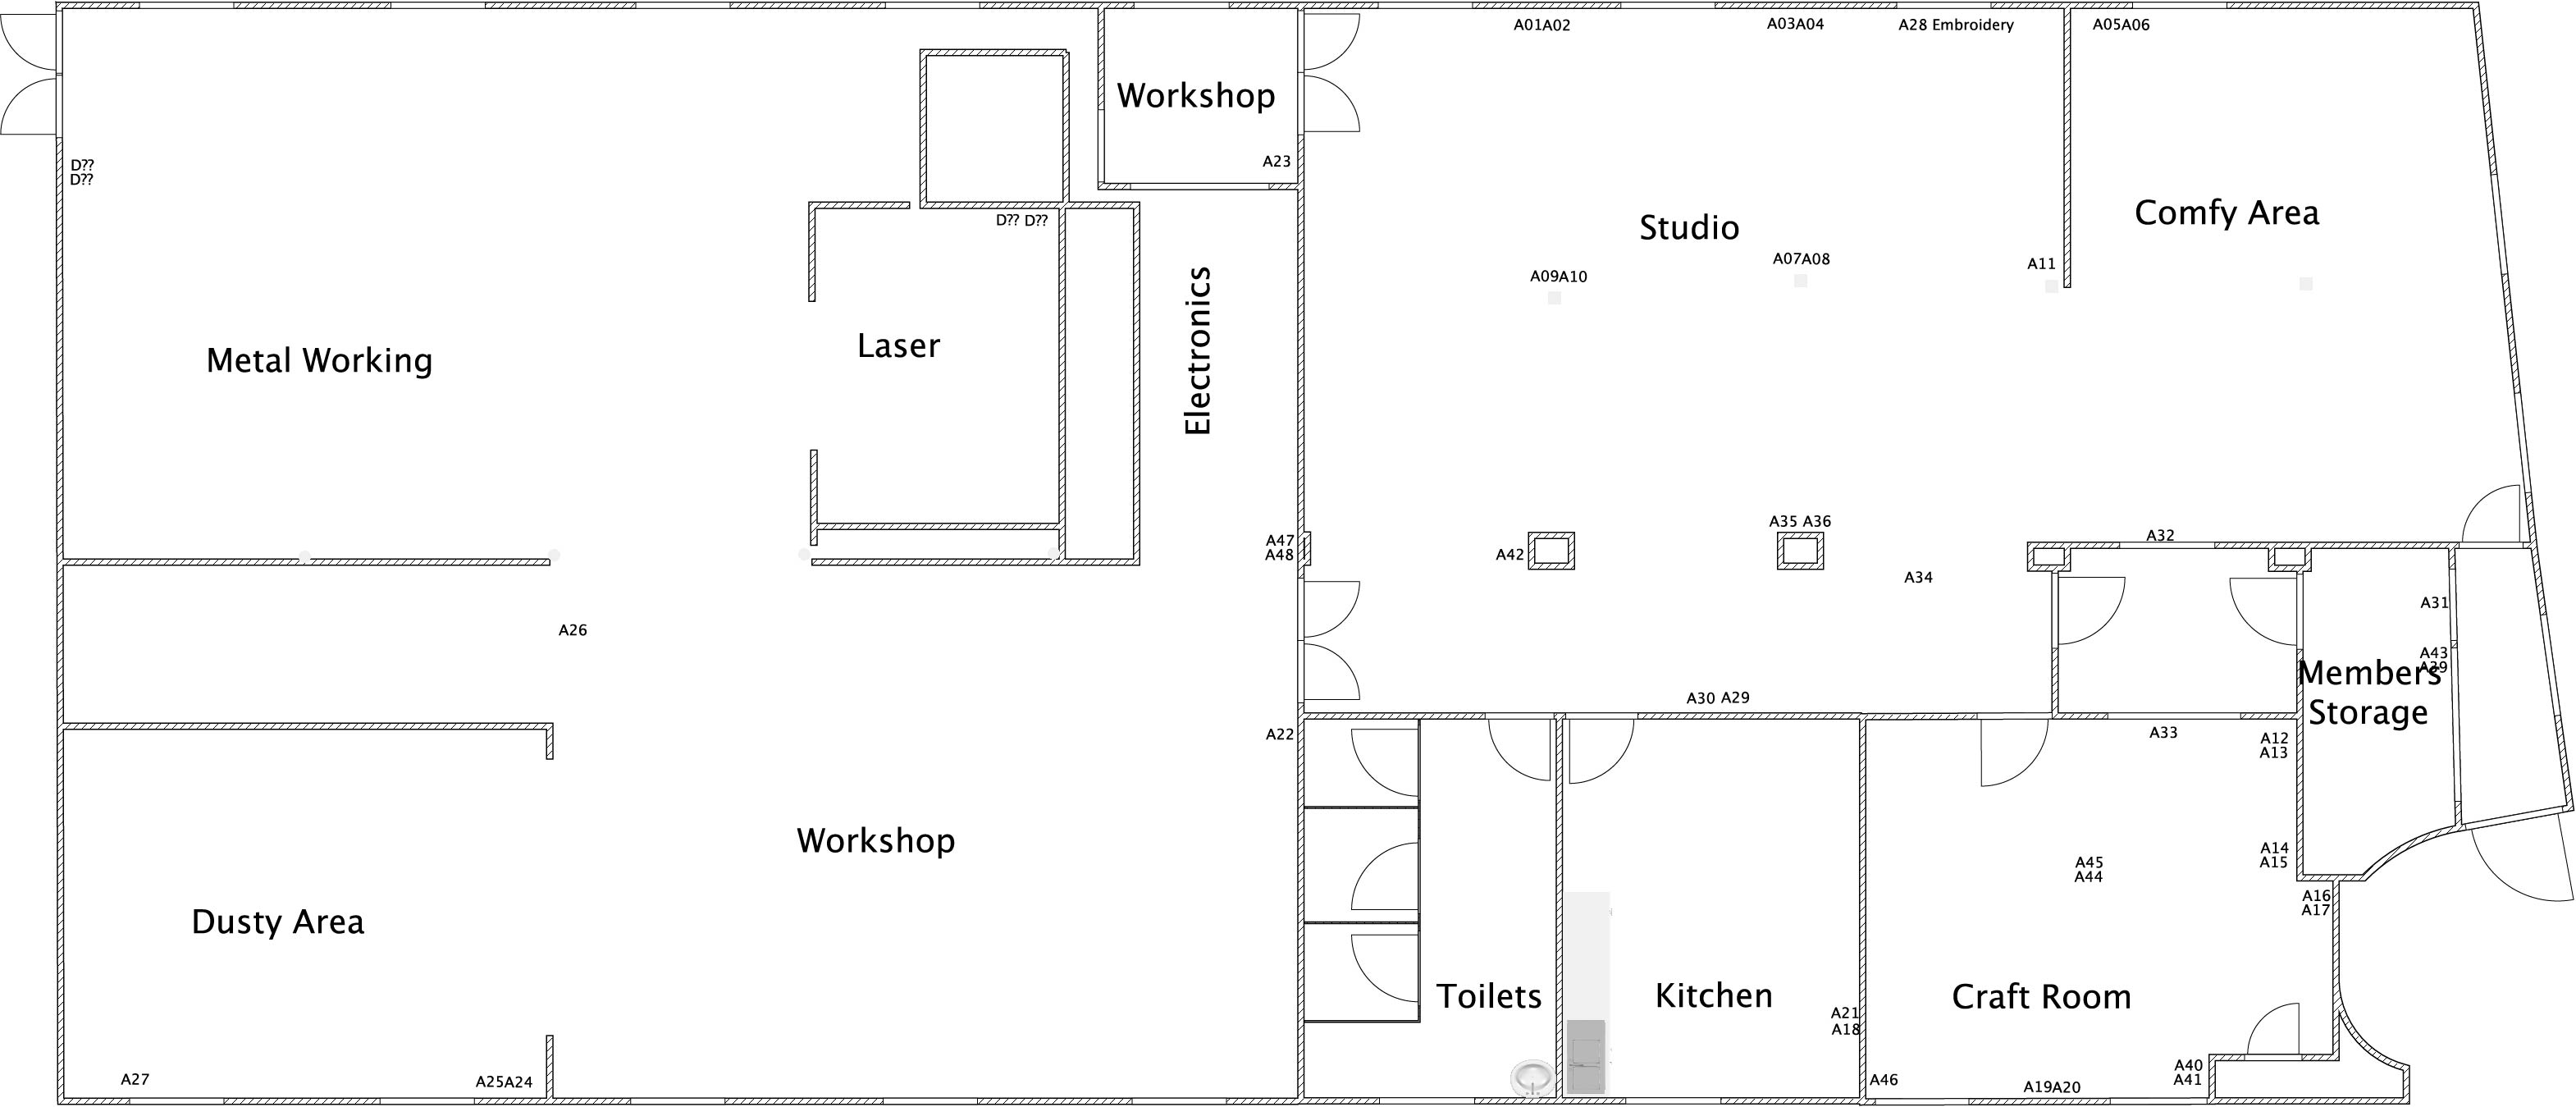 A01A02
A03A04
A28 Embroidery
A05A06
Workshop
A23
D??
D??
D?? D??
Studio
Comfy Area
A09A10
A07A08
A11
Electronics
Laser
Metal Working
A35 A36
A47
A48
A42
A32
A34
A26
A31
A43
A39
Members
Storage
A30 A29
A22
A33
A12
A13
Workshop
A14
A15
A45
A44
A16
A17
Dusty Area
Toilets
Kitchen
Craft Room
A21
A18
A40
A41
A27
A25A24
A46
A19A20